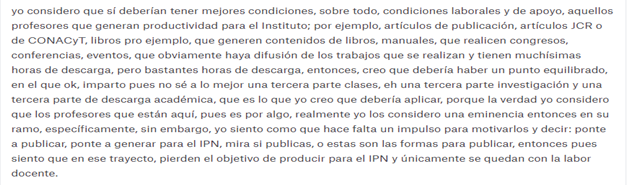 yo considero que sí deberían tener mejores condiciones, sobre todo, condiciones laborales y de apoyo, aquellos
profesores que generan productividad para el Instituto; por ejemplo, artículos de publicación, artículos JCR o
de CONACyT, libros pro ejemplo, que generen contenidos de libros, manuales, que realicen congresos,
conferencias, eventos, que obviamente haya difusión de los trabajos que se realizan y tienen muchísimas
horas de descarga, pero bastantes horas de descarga, entonces, creo que debería haber un punto equilibrado,
en el que ok, imparto pues no sé a lo mejor una tercera parte clases, eh una tercera parte investigación y una
tercera parte de descarga académica, que es lo que yo creo que debería aplicar, porque la verdad yo considero
que los profesores que están aquí, pues es por algo, realmente yo los considero una eminencia entonces en su
ramo, específicamente, sin embargo, yo siento como que hace falta un impulso para motivarlos y decir: ponte
a publicar, ponte a generar para el IPN, mira si publicas, o estas son las formas para publicar, entonces pues
siento que en ese trayecto, pierden el objetivo de producir para el IPN y únicamente se quedan con la labor
docente.